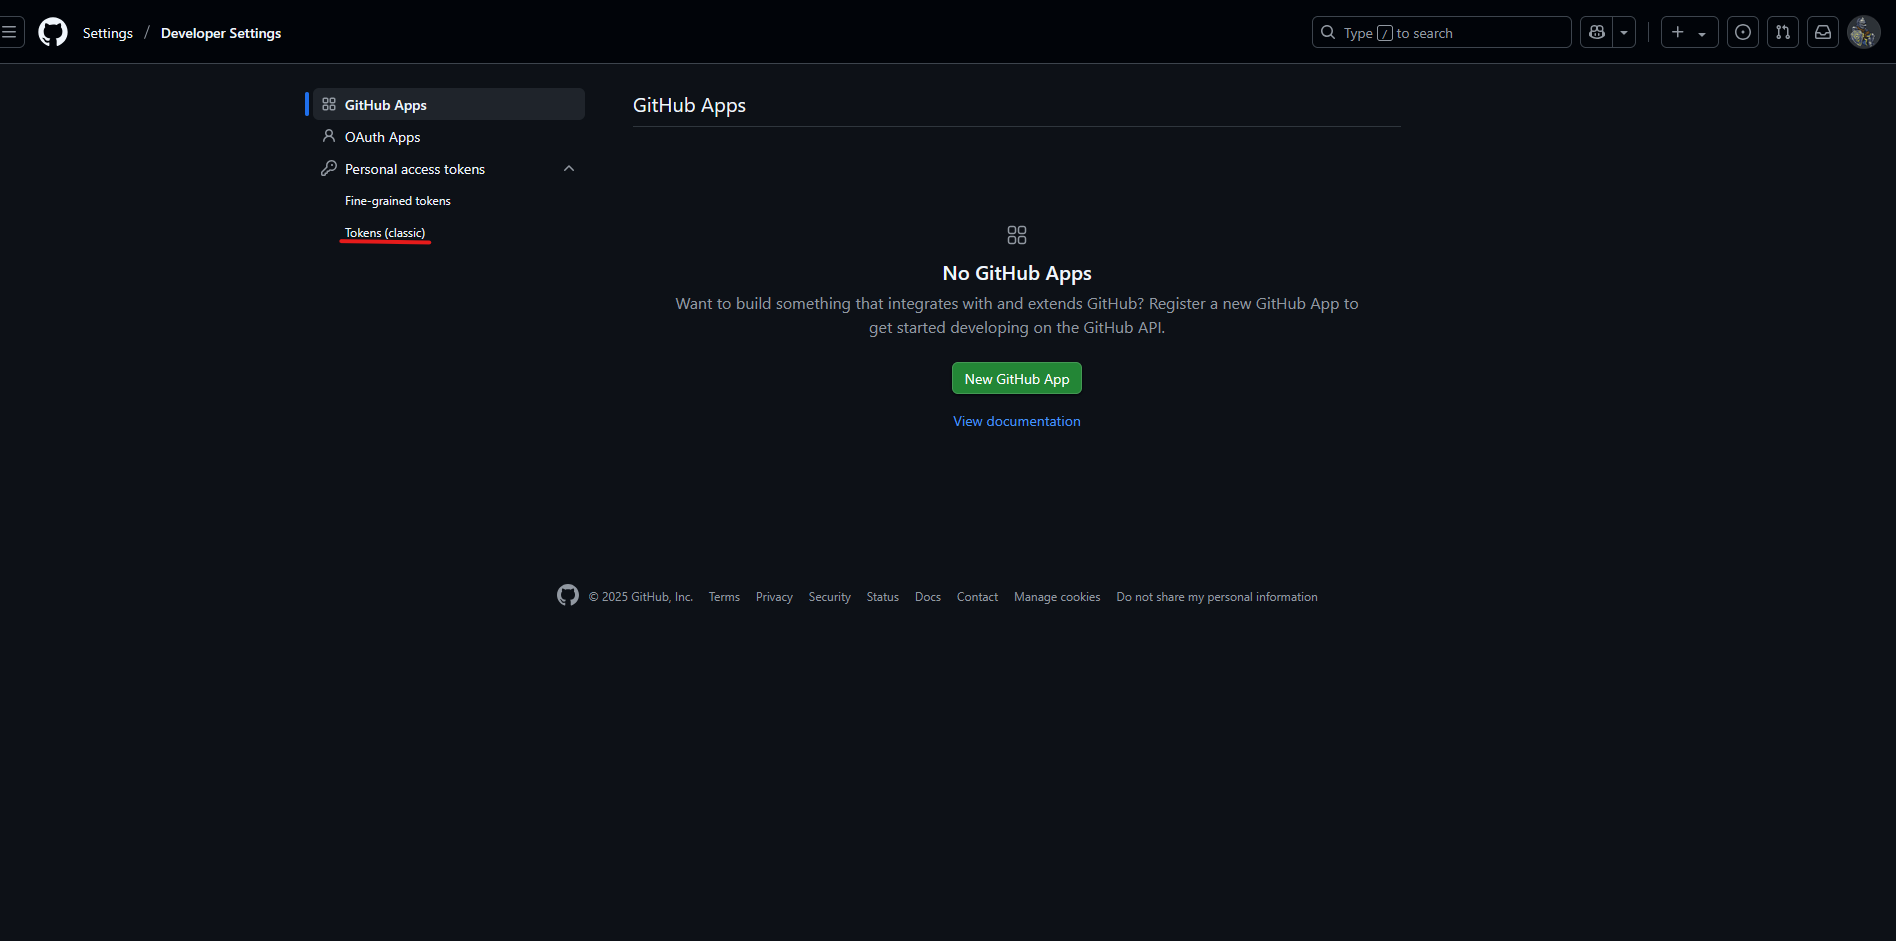 Settings / Developer Settings
Type / to search
GitHub Apps
OAuth Apps
Personal access tokens
Fine-grained tokens
Tokens (classic)
GitHub Apps
No GitHub Apps
Want to build something that integrates with and extends GitHub? Register a new GitHub App to
get started developing on the GitHub API.
New GitHub App
View documentation
© 2025 GitHub, Inc. Terms Privacy Security Status Docs Contact Manage cookies Do not share my personal information